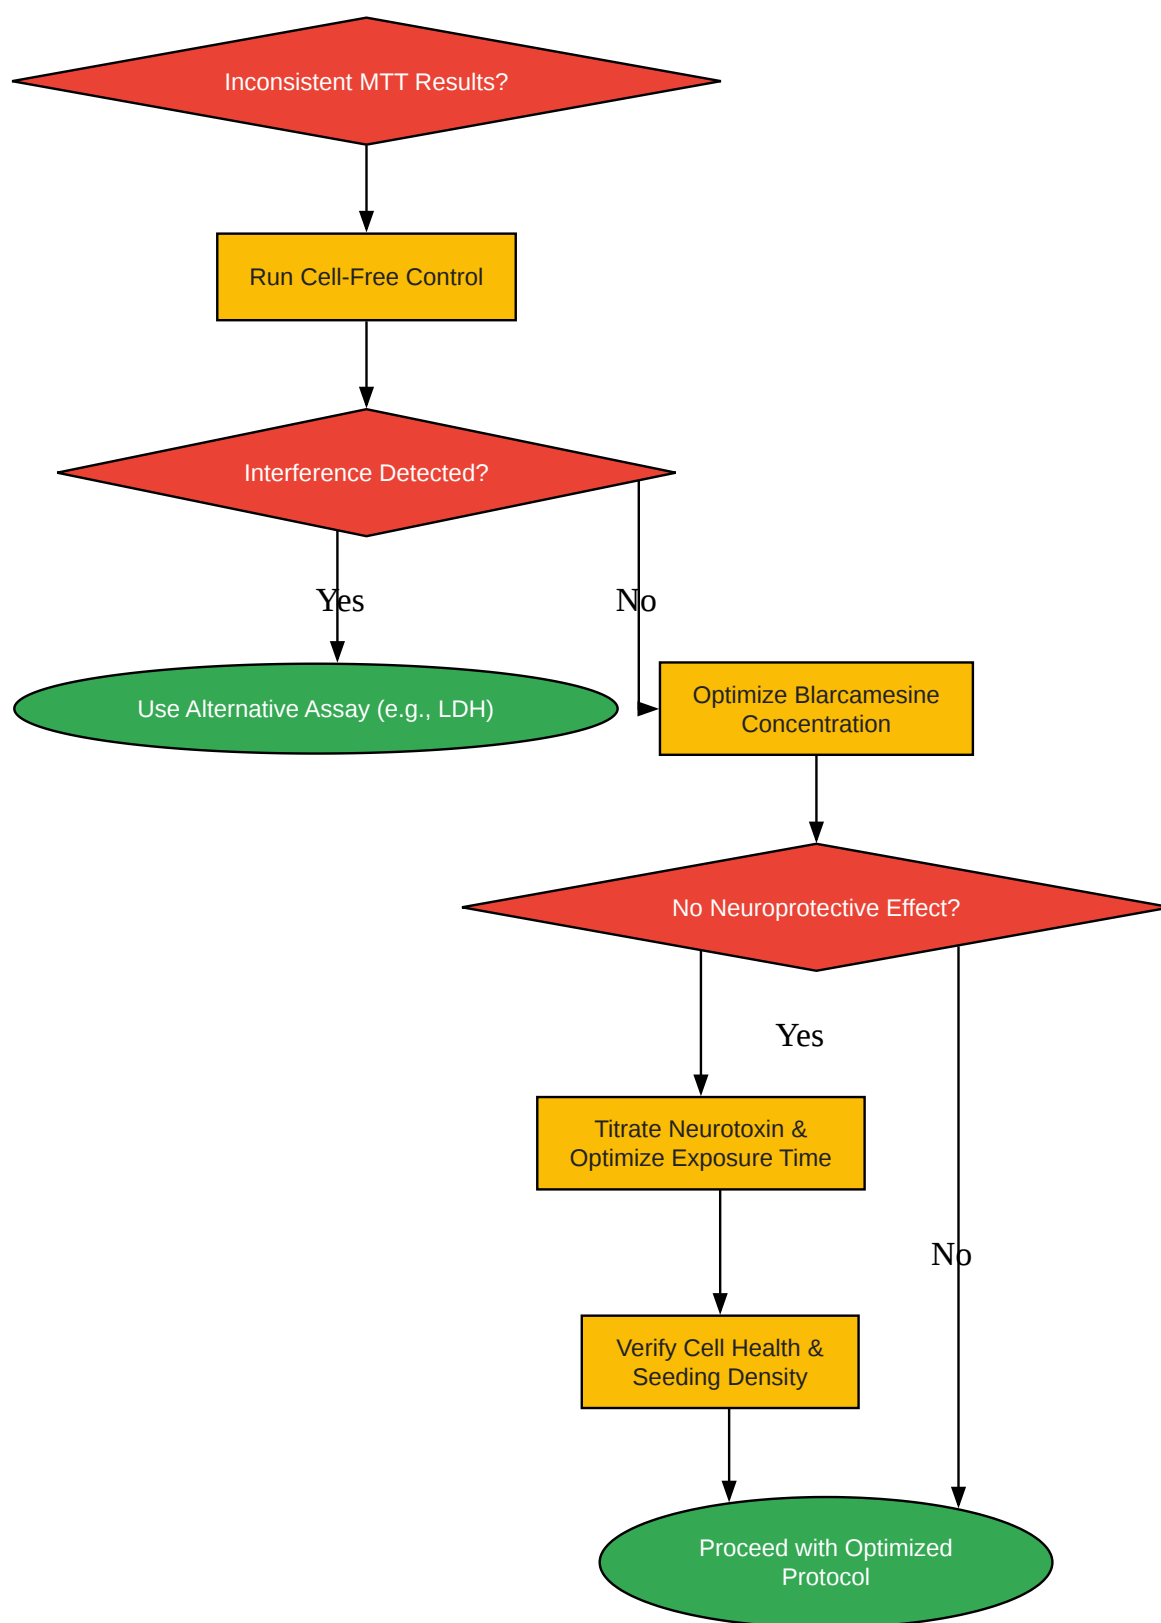 Inconsistent MTT Results?
Run Cell-Free Control
Interference Detected?
Yes
No
Use Alternative Assay (e.g., LDH)
Optimize Blarcamesine
Concentration
No Neuroprotective Effect?
Yes
Titrate Neurotoxin &
Optimize Exposure Time
No
Verify Cell Health &
Seeding Density
Proceed with Optimized
Protocol